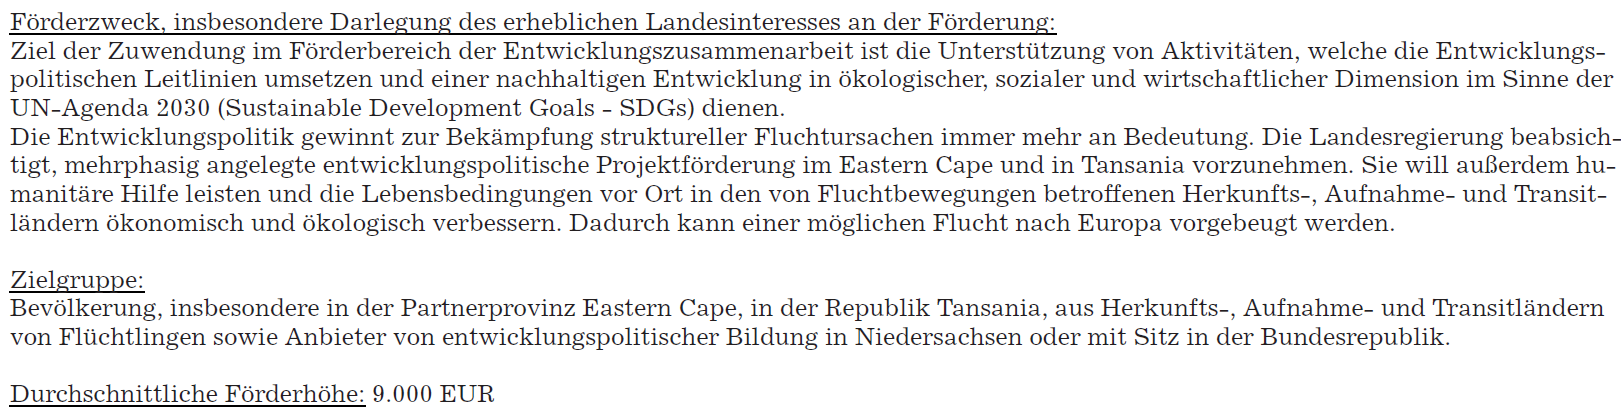 Förderzweck, insbesondere Darlegung des erheblichen Landesinteresses an der Förderung:
Ziel der Zuwendung im Förderbereich der Entwicklungszusammenarbeit ist die Unterstützung von Aktivitäten, welche die Entwicklungs-
politischen Leitlinien umsetzen und einer nachhaltigen Entwicklung in ökologischer, sozialer und wirtschaftlicher Dimension im Sinne der
UN-Agenda 2030 (Sustainable Development Goals - SDGs) dienen.
Die Entwicklungspolitik gewinnt zur Bekämpfung struktureller Fluchtursachen immer mehr an Bedeutung. Die Landesregierung beabsich-
tigt, mehrphasig angelegte entwicklungspolitische Projektförderung im Eastern Cape und in Tansania vorzunehmen. Sie will außerdem hu-
manitäre Hilfe leisten und die Lebensbedingungen vor Ort in den von Fluchtbewegungen betroffenen Herkunfts-, Aufnahme- und Transit-
ländern ökonomisch und ökologisch verbessern. Dadurch kann einer möglichen Flucht nach Europa vorgebeugt werden.
Zielgruppe:
Bevölkerung, insbesondere in der Partnerprovinz Eastern Cape, in der Republik Tansania, aus Herkunfts-, Aufnahme- und Transitländern
von Flüchtlingen sowie Anbieter von entwicklungspolitischer Bildung in Niedersachsen oder mit Sitz in der Bundesrepublik.
Durchschnittliche Förderhöhe: 9.000 EUR